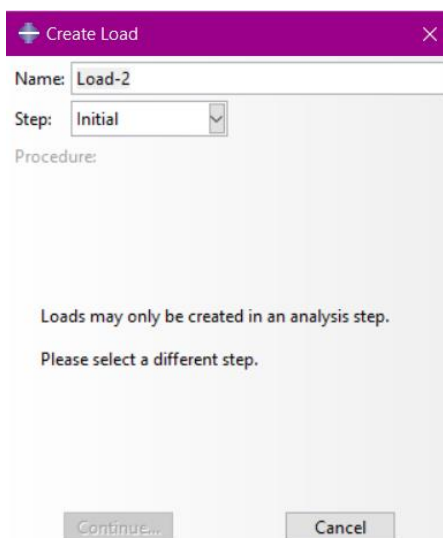 Create Load
Name: Load-2
Step: Initial
Procedure:
Loads may only be created in an analysis step.
Please select a different step.
Continue... Cancel